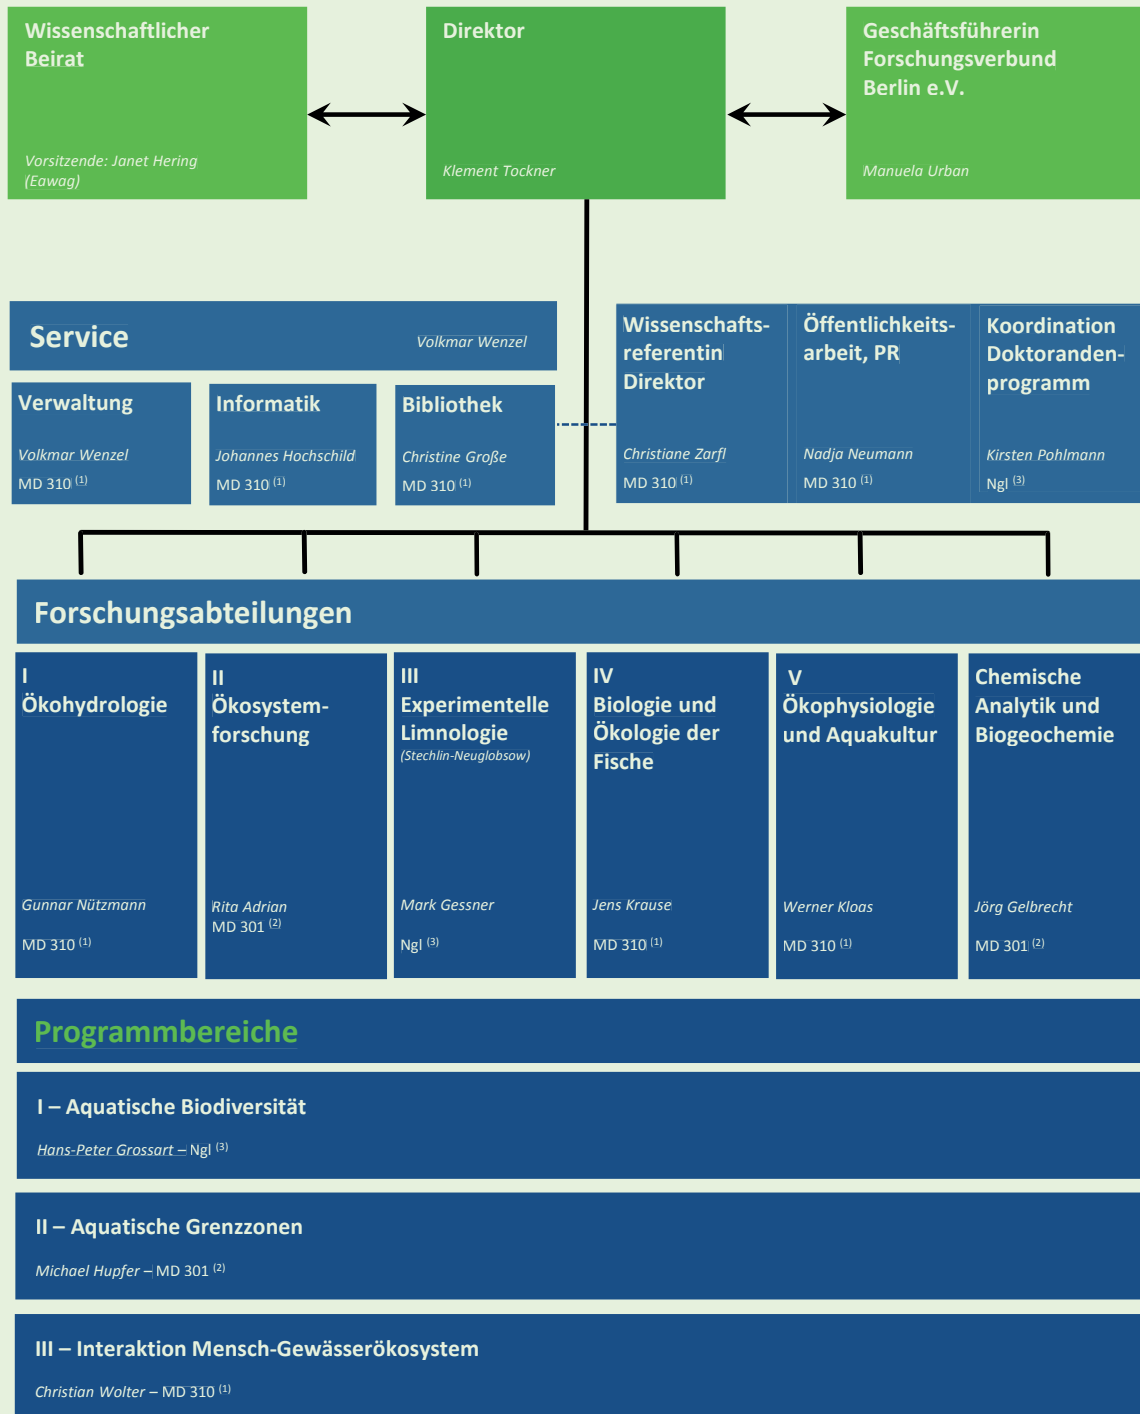 Wissenschaftlicher
Beirat
Vorsitzende: Janet Hering
(Eawag)
Direktor
Klement Tockner
Geschäftsführerin
Forschungsverbund
Berlin e.V.
Manuela Urban
Service
Volkmar Wenzel
Verwaltung
Volkmar Wenzel
MD 310 (1)
Informatik
Johannes Hochschild
MD 310 (1)
Bibliothek
Christine Große
MD 310 (1)
Wissenschafts-
referentin
Direktor
Christiane Zarfl
MD 310 (1)
Öffentlichkeits-
arbeit, PR
Nadja Neumann
MD 310 (1)
Koordination
Doktoranden-
programm
Kirsten Pohlmann
Ngl (3)
Forschungsabteilungen
I
Ökohydrologie
Gunnar Nützmann
MD 310 (1)
II
Ökosystem-
forschung
Rita Adrian
MD 301 (2)
III
Experimentelle
Limnologie
(Stechlin-Neuglobsow)
Mark Gessner
Ngl (3)
IV
Biologie und
Ökologie der
Fische
Jens Krause
MD 310 (1)
V
Ökophysiologie
und Aquakultur
Werner Kloas
MD 310 (1)
Chemische
Analytik und
Biogeochemie
Jörg Gelbrecht
MD 301 (2)
Programmbereiche
I – Aquatische Biodiversität
Hans-Peter Grossart – Ngl (3)
II – Aquatische Grenzzonen
Michael Hupfer – MD 301 (2)
III – Interaktion Mensch-Gewässerökosystem
Christian Wolter – MD 310 (1)